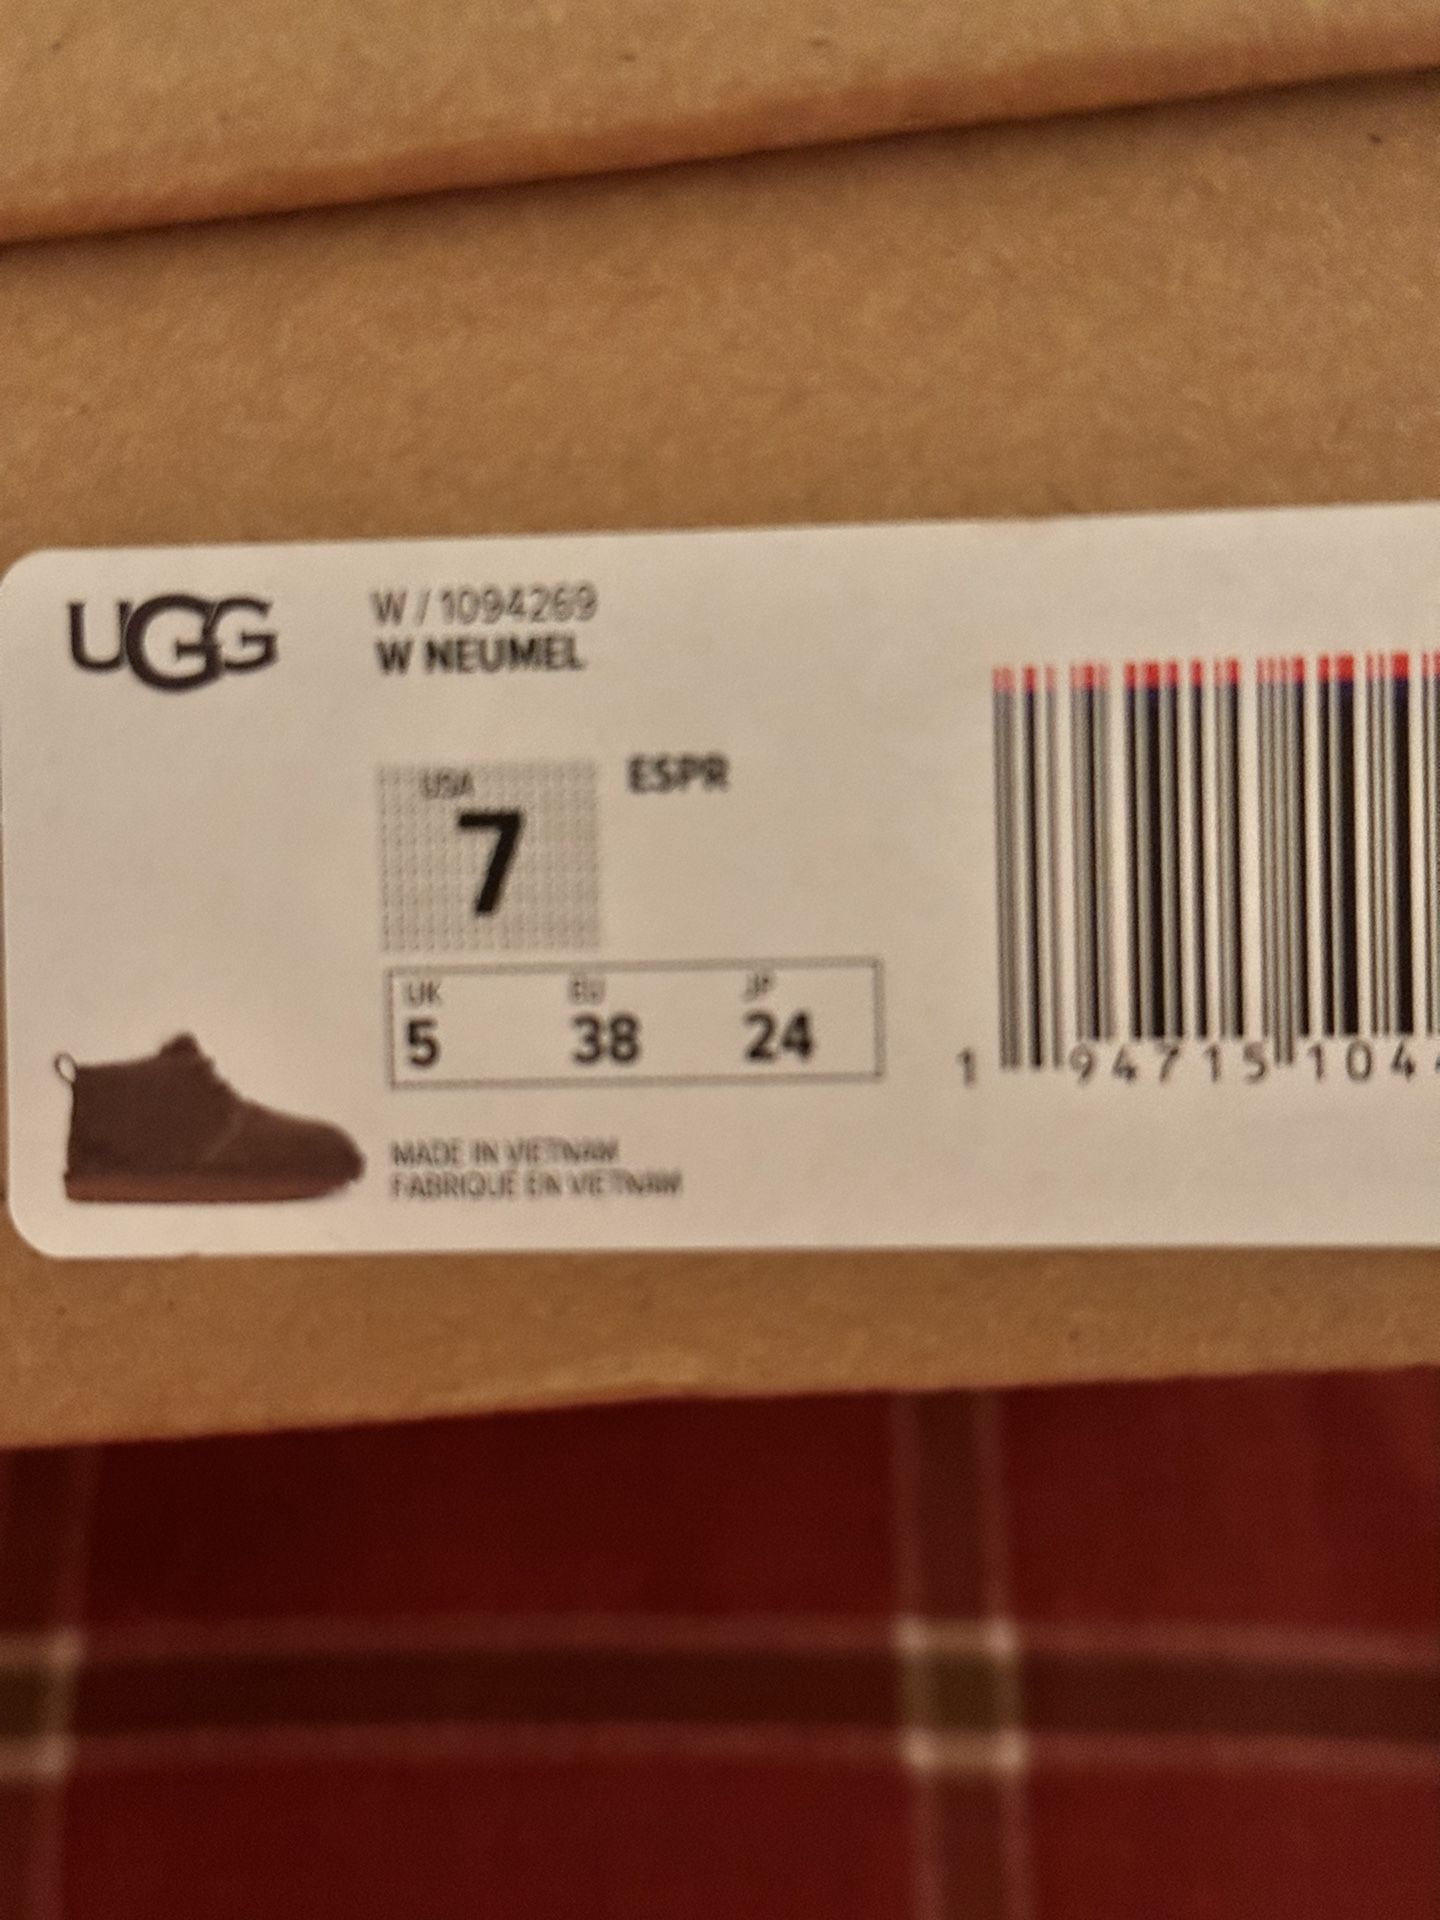 UGG
W / 1094269
W NEUMEL
USA
7
ESPR
UK EU JP
5 38 24
MADE IN VIETNAM
FABRIQUÉ EN VIETNAM
1 94715 104